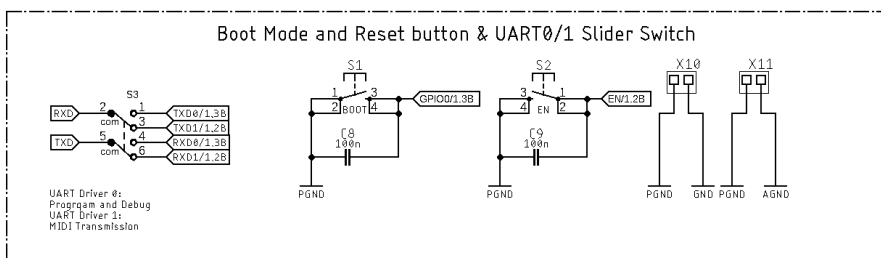 Boot Mode and Reset button & UART0/1 Slider Switch
S3
RXD
2
com
1
TXD0/1.3B
3
TXD1/1.2B
TXD
5
com
4
RXD0/1.3B
6
RXD1/1.2B
UART Driver 0:
Progrqam and Debug
UART Driver 1:
MIDI Transmission
S1
1
3
2
4
BOOT
GPIO0/1.3B
C8
100n
PGND
S2
3
1
4
2
EN
EN/1.2B
C9
100n
PGND
X10
PGND
GND
X11
PGND
AGND